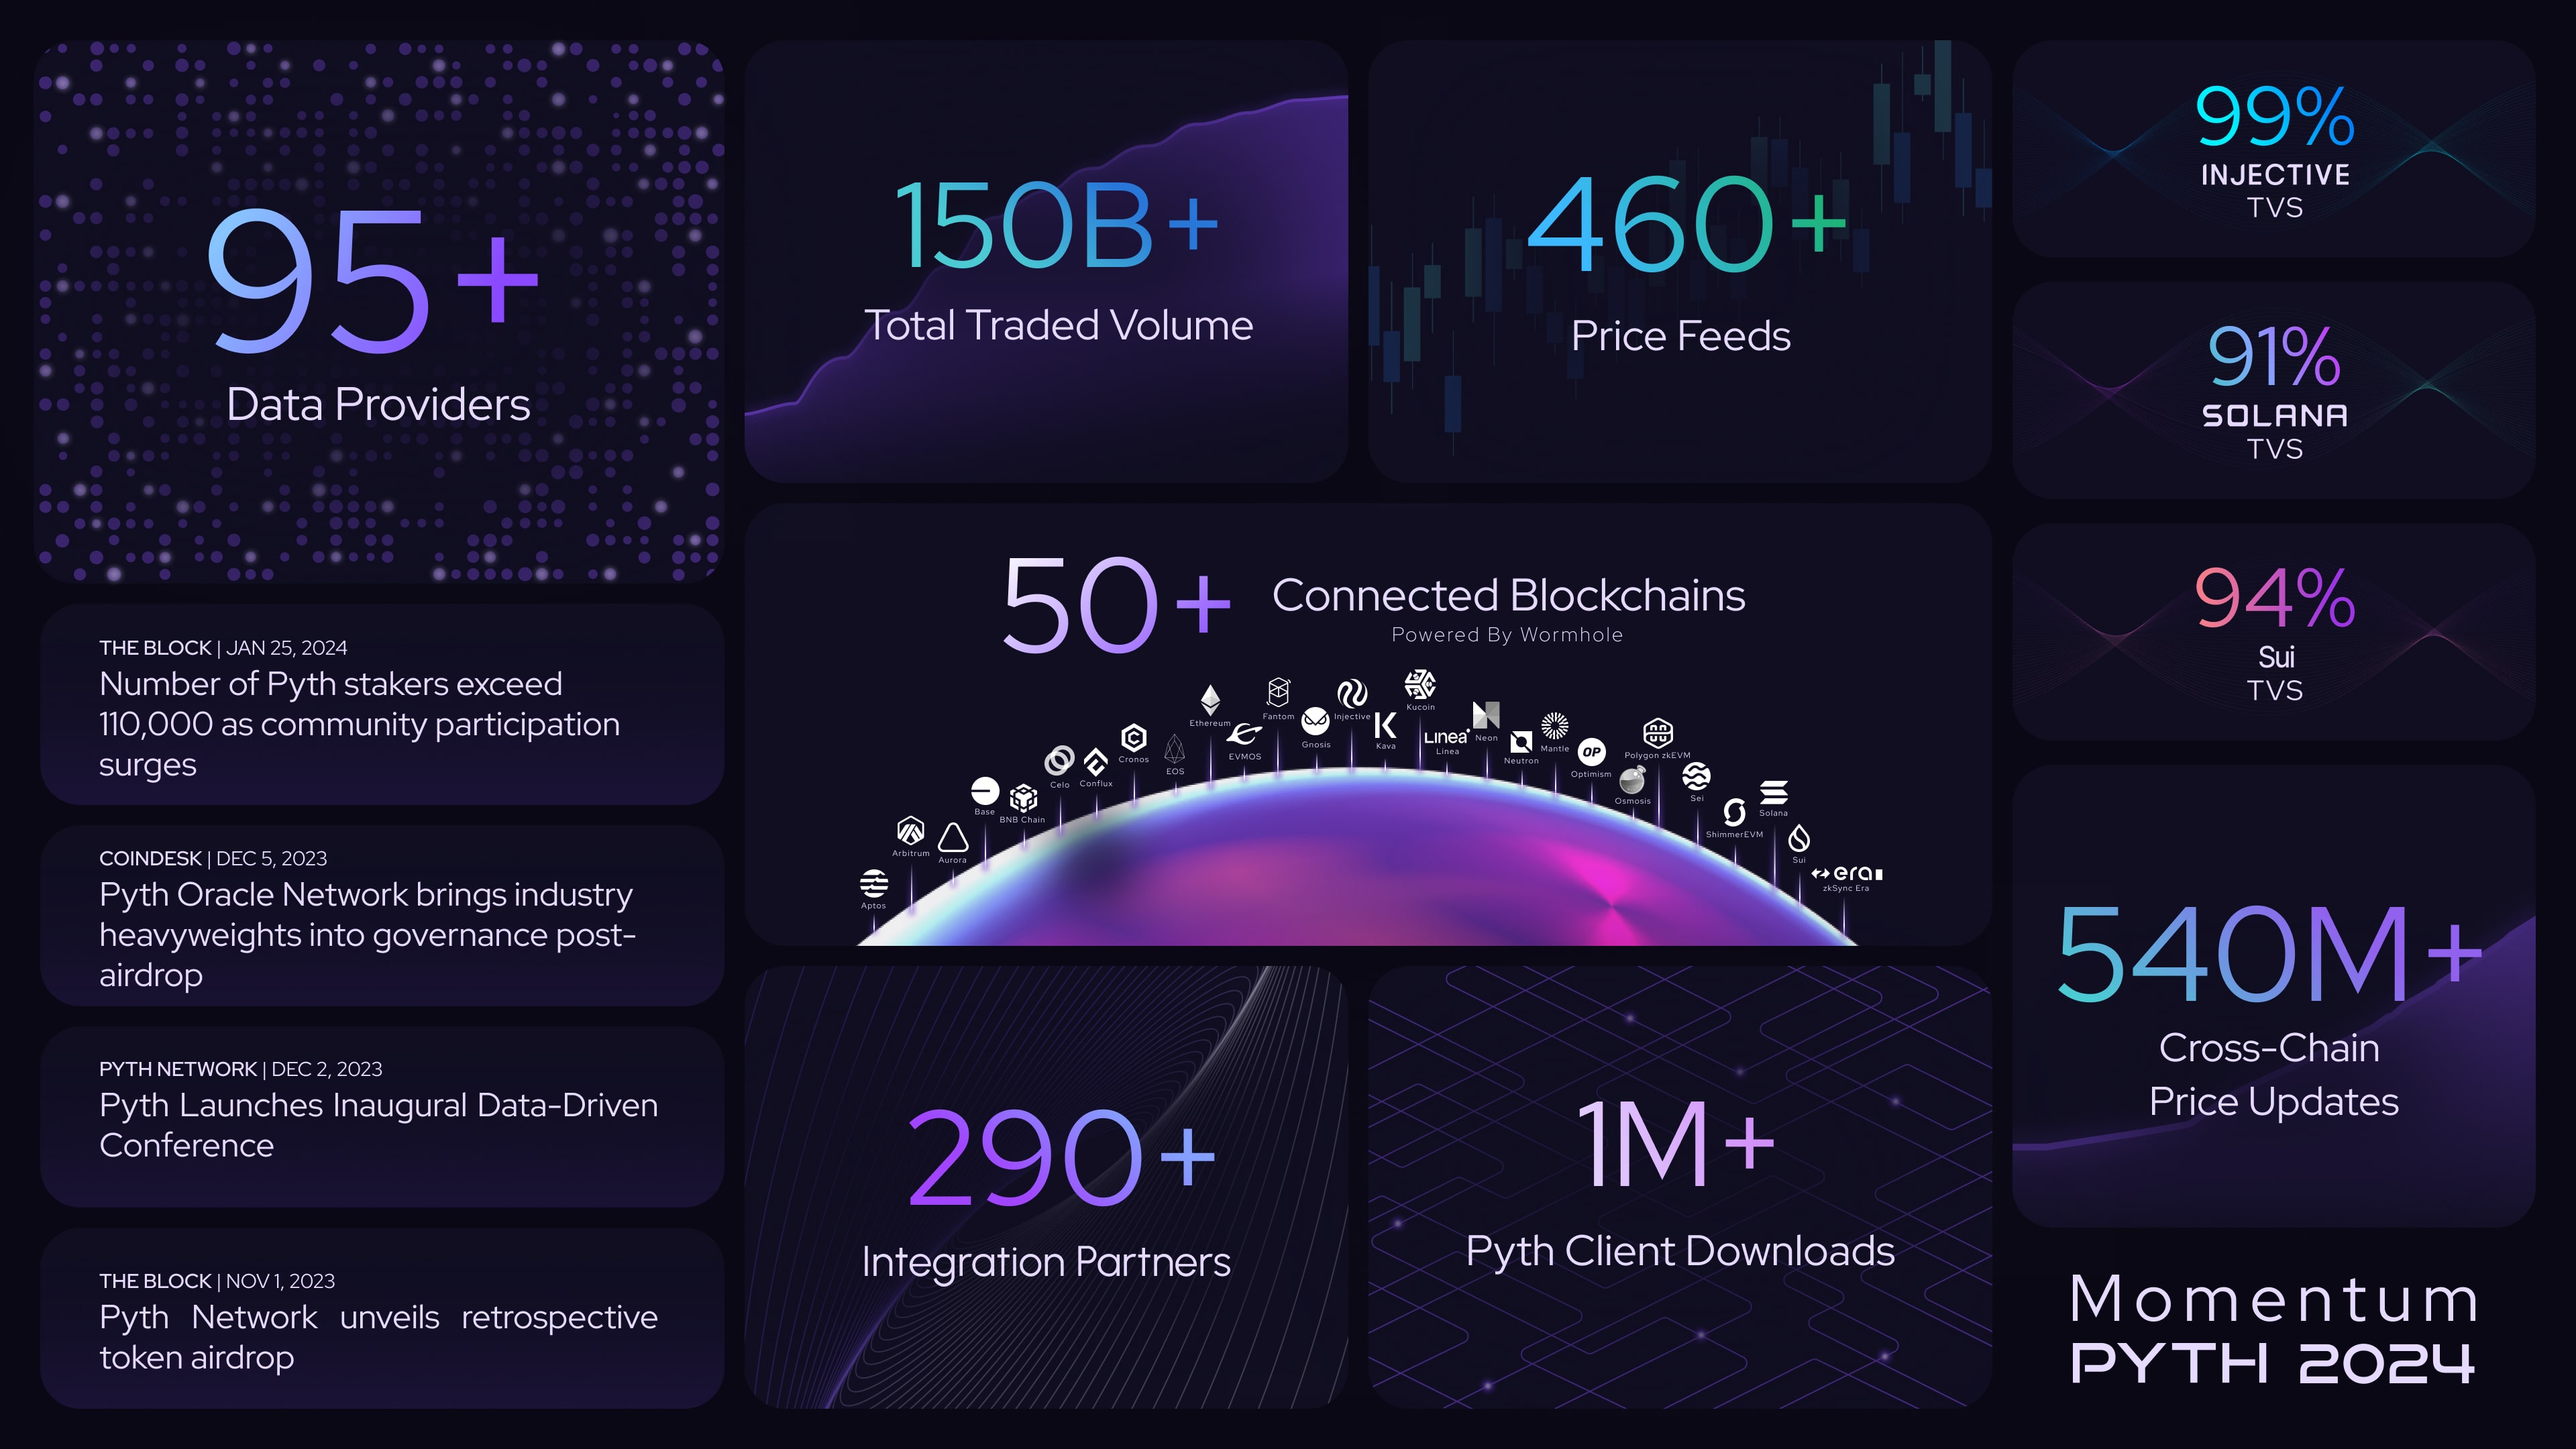 95+
Data Providers
THE BLOCK | JAN 25, 2024
Number of Pyth stakers exceed
110,000 as community participation
surges
COINDESK | DEC 5, 2023
Pyth Oracle Network brings industry
heavyweights into governance post-
airdrop
PYTH NETWORK | DEC 2, 2023
Pyth Launches Inaugural Data-Driven
Conference
THE BLOCK | NOV 1, 2023
Pyth Network unveils retrospective
token airdrop
150B+
Total Traded Volume
460+
Price Feeds
50+
Connected Blockchains
Powered By Wormhole
Aptos
Arbitrum
Aurora
Base
BNB Chain
Celo
Conflux
Cronos
EOS
Ethereum
EVMOS
Fantom
Gnosis
Injective
Kava
Kucoin
Linea
Linea
Neon
Neutron
Mantle
OP
Optimism
Osmosis
Polygon zkEVM
Sei
ShimmerEVM
Solana
Sui
era
zkSync Era
290+
Integration Partners
1M+
Pyth Client Downloads
99%
INJECTIVE
TVS
91%
SOLANA
TVS
94%
Sui
TVS
540M+
Cross-Chain
Price Updates
Momentum
PYTH 2024